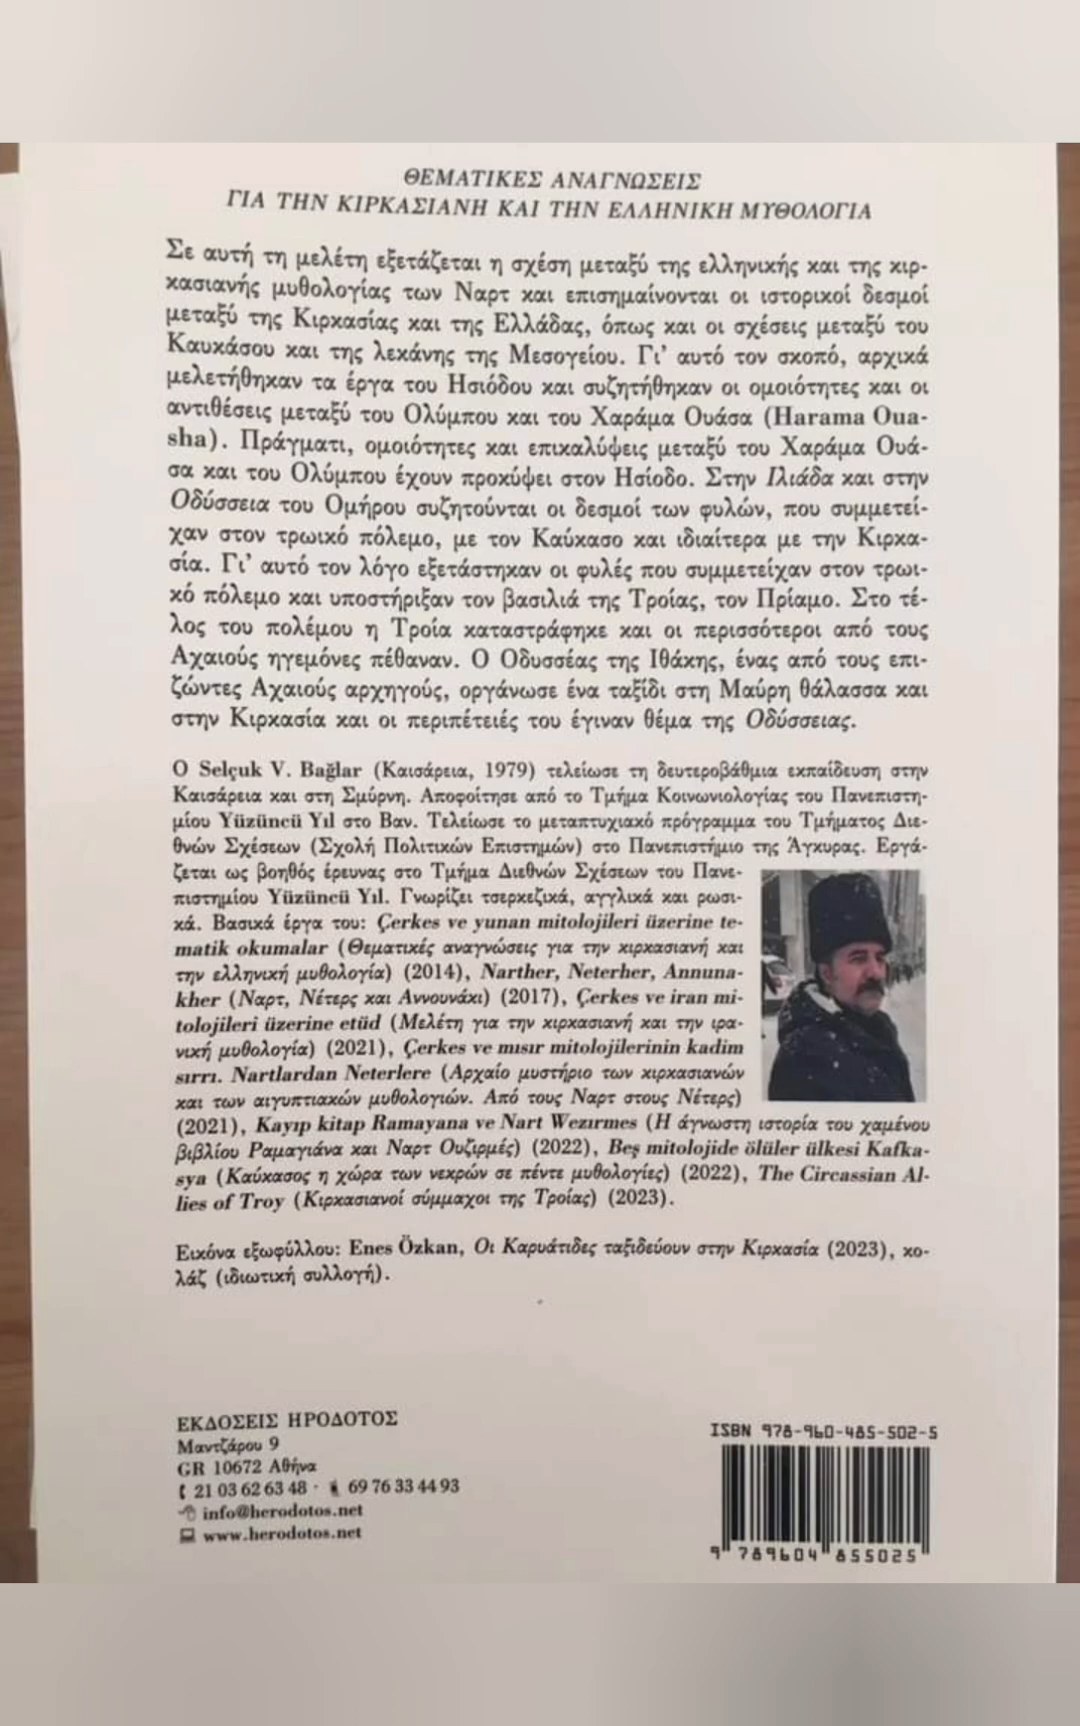 ΘΕΜΑΤΙΚΕΣ ΑΝΑΓΝΩΣΕΙΣ
ΓΙΑ ΤΗΝ ΚΙΡΚΑΣΙΑΝΗ ΚΑΙ ΤΗΝ ΕΛΛΗΝΙΚΗ ΜΥΘΟΛΟΓΙΑ
Σε αυτή τη μελέτη εξετάζεται η σχέση μεταξύ της ελληνικής και της κιρ-
κασιανής μυθολογίας των Ναρτ και επισημαίνονται οι ιστορικοί δεσμοί
μεταξύ της Κιρκασίας και της Ελλάδας, όπως και οι σχέσεις μεταξύ του
Καυκάσου και της λεκάνης της Μεσογείου. Γι' αυτό τον σκοπό, αρχικά
μελετήθηκαν τα έργα του Ησιόδου και συζητήθηκαν οι ομοιότητες και οι
αντιθέσεις μεταξύ του Ολύμπου και του Χαράμα Ουάσα (Harama Oua-
sha). Πράγματι, ομοιότητες και επικαλύψεις μεταξύ του Χαράμα Ουά-
σα και του Ολύμπου έχουν προκύψει στον Ησίοδο. Στην Ιλιάδα και στην
Οδύσσεια του Ομήρου συζητούνται οι δεσμοί των φυλών, που συμμετεί-
χαν στον τρωικό πόλεμο, με τον Καύκασο και ιδιαίτερα με την Κιρκα-
σία. Γι' αυτό τον λόγο εξετάστηκαν οι φυλές που συμμετείχαν στον τρωι-
κό πόλεμο και υποστήριξαν τον βασιλιά της Τροίας, τον Πρίαμο. Στο τέ-
λος του πολέμου η Τροία καταστράφηκε και οι περισσότεροι από τους
Αχαιούς ηγεμόνες πέθαναν. Ο Οδυσσέας της Ιθάκης, ένας από τους επι-
ζώντες Αχαιούς αρχηγούς, οργάνωσε ένα ταξίδι στη Μαύρη θάλασσα και
στην Κιρκασία και οι περιπέτειές του έγιναν θέμα της Οδύσσειας.
Ο Selçuk V. Bağlar (Καισάρεια, 1979) τελείωσε τη δευτεροβάθμια εκπαίδευση στην
Καισάρεια και στη Σμύρνη. Αποφοίτησε από το Τμήμα Κοινωνιολογίας του Πανεπιστη-
μίου Yüzüncü Yıl στο Βαν. Τελείωσε το μεταπτυχιακό πρόγραμμα του Τμήματος Διε-
θνών Σχέσεων (Σχολή Πολιτικών Επιστημών) στο Πανεπιστήμιο της Άγκυρας. Εργά-
ζεται ως βοηθός έρευνας στο Τμήμα Διεθνών Σχέσεων του Πανε-
πιστημίου Yüzüncü Yıl. Γνωρίζει τσερκεζικά, αγγλικά και ρωσι-
κά. Βασικά έργα του: Çerkes ve yunan mitolojileri üzerine te-
matik okumalar (Θεματικές αναγνώσεις για την κιρκασιανή και
την ελληνική μυθολογία) (2014), Narther, Neterher, Annuna-
kher (Ναρτ, Νέτερς και Αννουνάκι) (2017), Çerkes ve iran mi-
tolojileri üzerine etüd (Μελέτη για την κιρκασιανή και την ιρα-
νική μυθολογία) (2021), Çerkes ve mısır mitolojilerinin kadim
sırrı. Nartlardan Neterlere (Αρχαίο μυστήριο των κιρκασιανών
και των αιγυπτιακών μυθολογιών. Από τους Ναρτ στους Νέτερς)
(2021), Kayıp kitap Ramayana ve Nart Wezırmes (Η άγνωστη ιστορία του χαμένου
βιβλίου Ραμαγιάνα και Ναρτ Ουζιρμές) (2022), Beş mitolojide ölüler ülkesi Kafka-
sya (Καύκασος η χώρα των νεκρών σε πέντε μυθολογίες) (2022), The Circassian Al-
lies of Troy (Κιρκασιανοί σύμμαχοι της Τροίας) (2023).
Εικόνα εξωφύλλου: Enes Özkan, Οι Καρυάτιδες ταξιδεύουν στην Κιρκασία (2023), κο-
λάζ (ιδιωτική συλλογή).
ΕΚΔΟΣΕΙΣ ΗΡΟΔΟΤΟΣ
Μαντζάρου 9
GR 10672 Αθήνα
21 03 62 63 48 · 69 76 33 44 93
info@herodotos.net
www.herodotos.net
ISBN 978-960-485-502-5
9 789604 855025